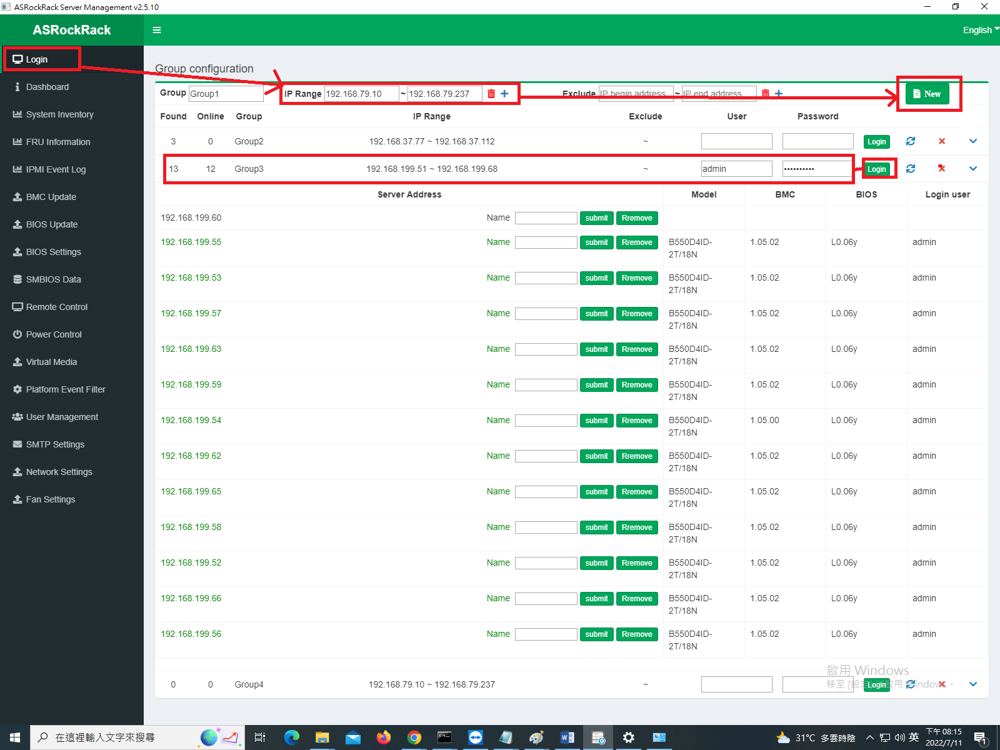 ASRockRack Server Management v2.5.10
ASRockRack
English
Login
Dashboard
System Inventory
FRU Information
IPMI Event Log
BMC Update
BIOS Update
BIOS Settings
SMBIOS Data
Remote Control
Power Control
Virtual Media
Platform Event Filter
User Management
SMTP Settings
Network Settings
Fan Settings
Group configuration
Group Group1 IP Range 192.168.79.10 ~ 192.168.79.237 Exclude IP begin address ~ IP end address New
Found Online Group IP Range Exclude User Password
3 0 Group2 192.168.37.77 ~ 192.168.37.112 ~ Login
13 12 Group3 192.168.199.51 ~ 192.168.199.68 ~ admin •••••••••• Login
Server Address Model BMC BIOS Login user
192.168.199.60 Name submit Rremove
192.168.199.55 Name submit Rremove B550D4ID- 1.05.02 L0.06y admin
2T/18N
192.168.199.53 Name submit Rremove B550D4ID- 1.05.02 L0.06y admin
2T/18N
192.168.199.57 Name submit Rremove B550D4ID- 1.05.02 L0.06y admin
2T/18N
192.168.199.63 Name submit Rremove B550D4ID- 1.05.02 L0.06y admin
2T/18N
192.168.199.59 Name submit Rremove B550D4ID- 1.05.02 L0.06y admin
2T/18N
192.168.199.54 Name submit Rremove B550D4ID- 1.05.00 L0.06y admin
2T/18N
192.168.199.62 Name submit Rremove B550D4ID- 1.05.02 L0.06y admin
2T/18N
192.168.199.65 Name submit Rremove B550D4ID- 1.05.02 L0.06y admin
2T/18N
192.168.199.58 Name submit Rremove B550D4ID- 1.05.02 L0.06y admin
2T/18N
192.168.199.52 Name submit Rremove B550D4ID- 1.05.02 L0.06y admin
2T/18N
192.168.199.66 Name submit Rremove B550D4ID- 1.05.02 L0.06y admin
2T/18N
192.168.199.56 Name submit Rremove B550D4ID- 1.05.02 L0.06y admin
2T/18N
啟用 Windows
0 0 Group4 192.168.79.10 ~ 192.168.79.237 ~ Login
移至 [設定] 啟用 Windows。
在這裡輸入文字來搜尋
31°C 多雲時陰 英 下午 08:15
2022/7/11
1